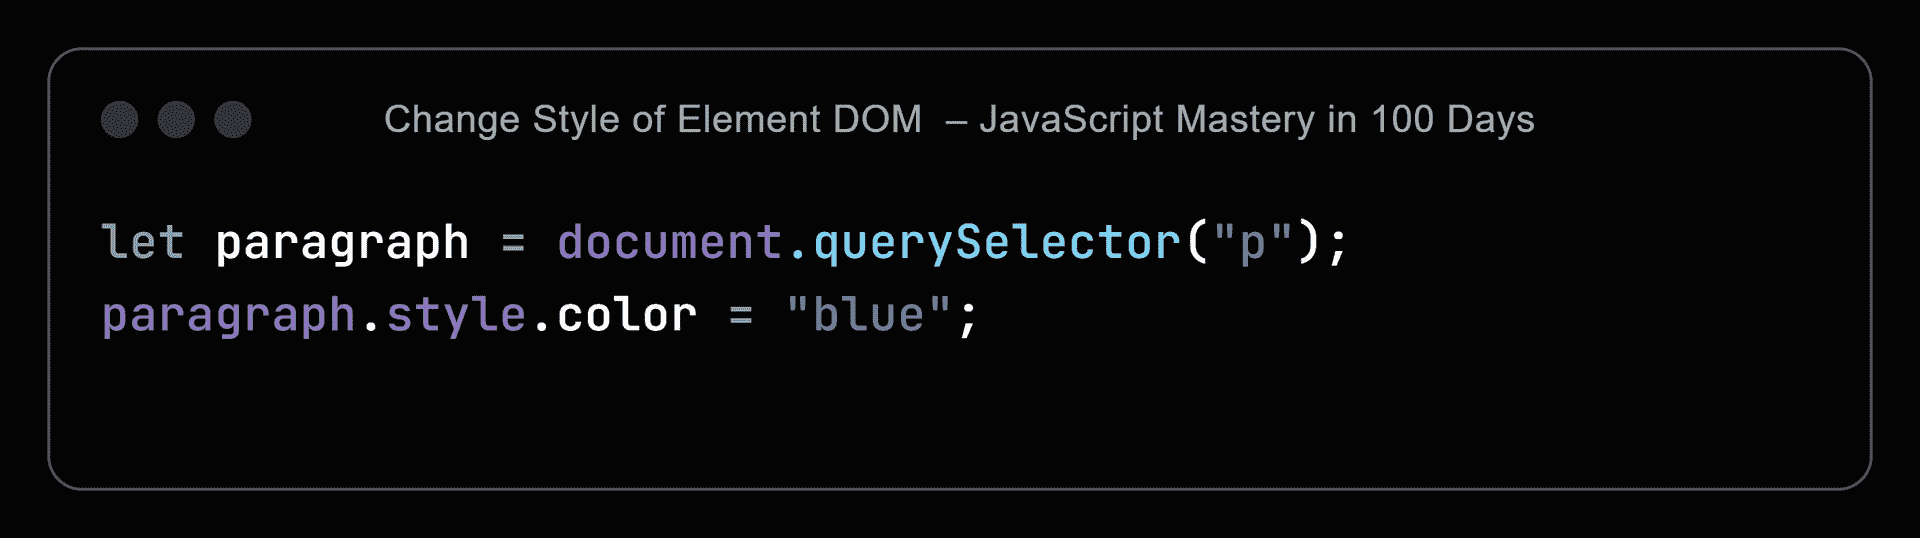 Change Style of Element DOM – JavaScript Mastery in 100 Days
let paragraph = document.querySelector("p");
paragraph.style.color = "blue";